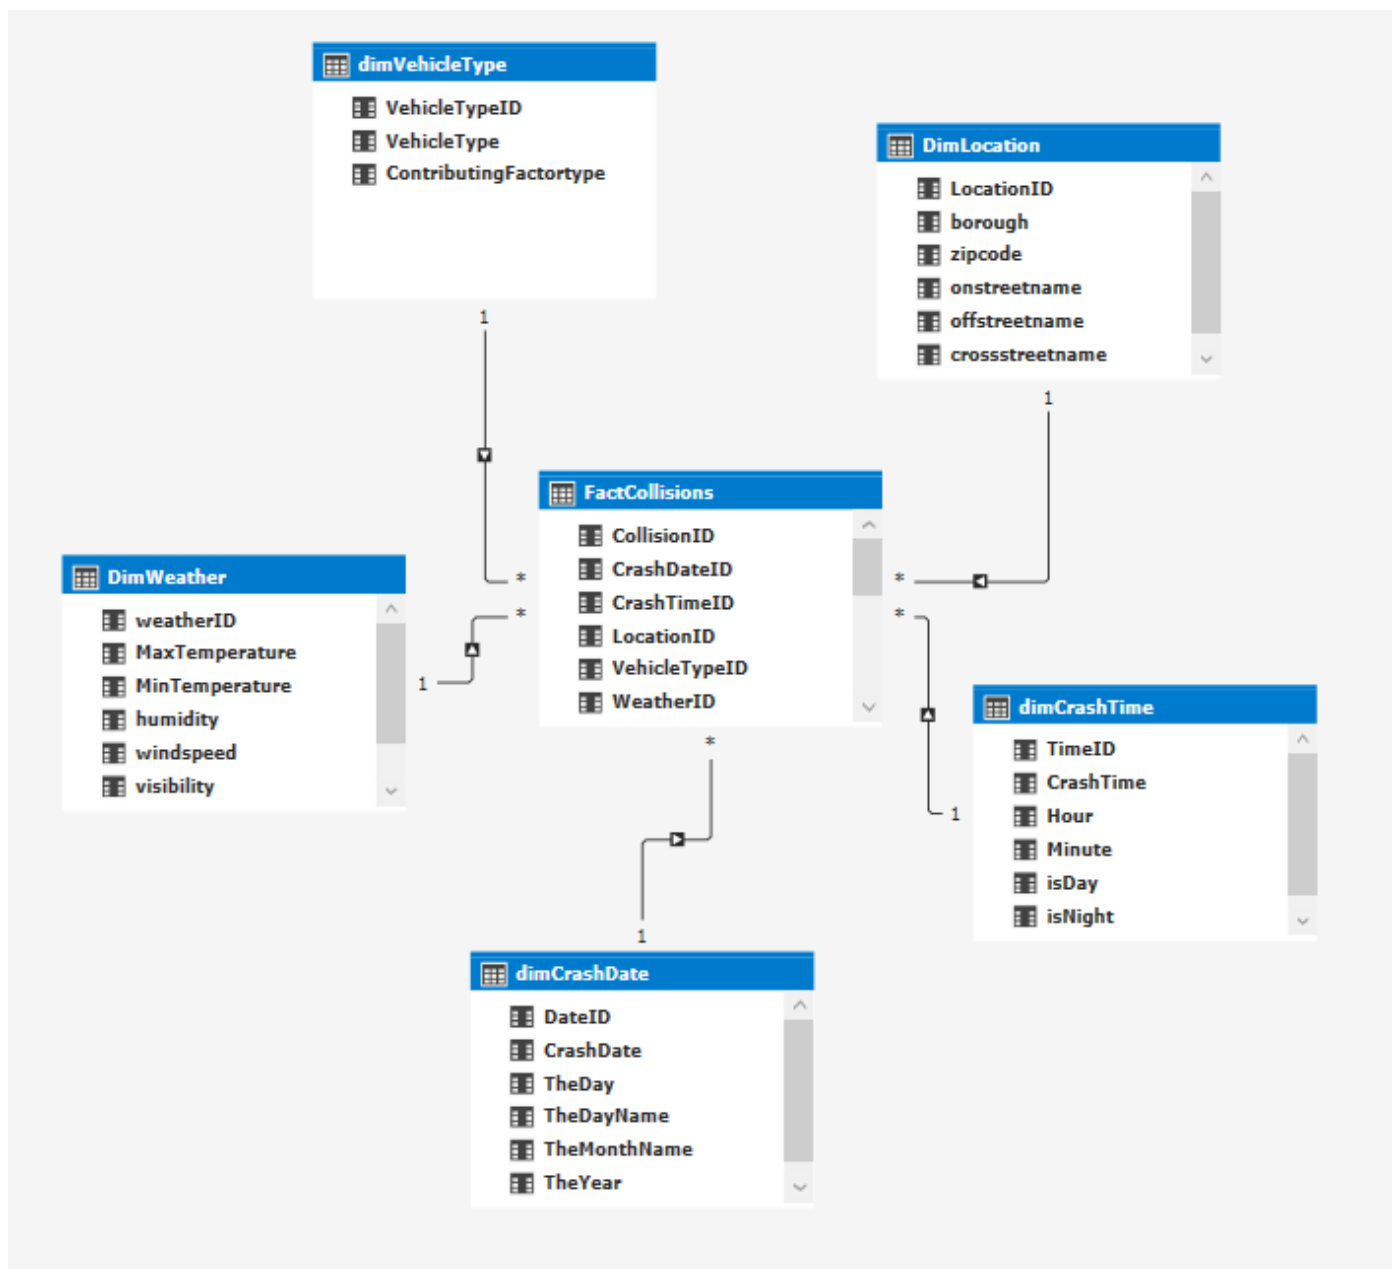 dimVehicleType
VehicleTypeID
VehicleType
ContributingFactortype
1
DimLocation
LocationID
borough
zipcode
onstreetname
offstreetname
crossstreetname
1
FactCollisions
CollisionID
CrashDateID
CrashTimeID
LocationID
VehicleTypeID
WeatherID
*
*
*
*
*
DimWeather
weatherID
MaxTemperature
MinTemperature
humidity
windspeed
visibility
1
dimCrashTime
TimeID
CrashTime
Hour
Minute
isDay
isNight
1
1
dimCrashDate
DateID
CrashDate
TheDay
TheDayName
TheMonthName
TheYear